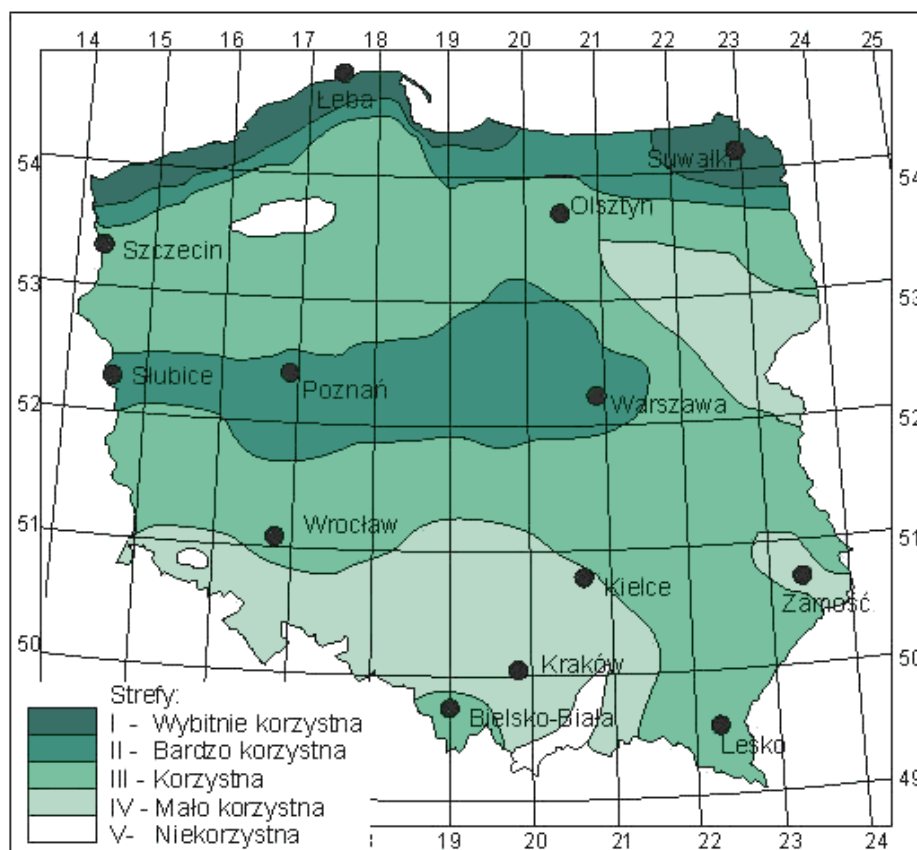 14 15 16 17 18 19 20 21 22 23 24 25
Łeba
54
Suwałki
54
Olsztyn
Szczecin
53
53
Słubice
Poznań
Warszawa
52
52
Wrocław
51
51
Kielce
Zamość
50
50
Kraków
Bielsko-Biała
Lesko
49
Strefy:
I - Wybitnie korzystna
II - Bardzo korzystna
III - Korzystna
IV - Mało korzystna
V- Niekorzystna
19 20 21 22 23 24